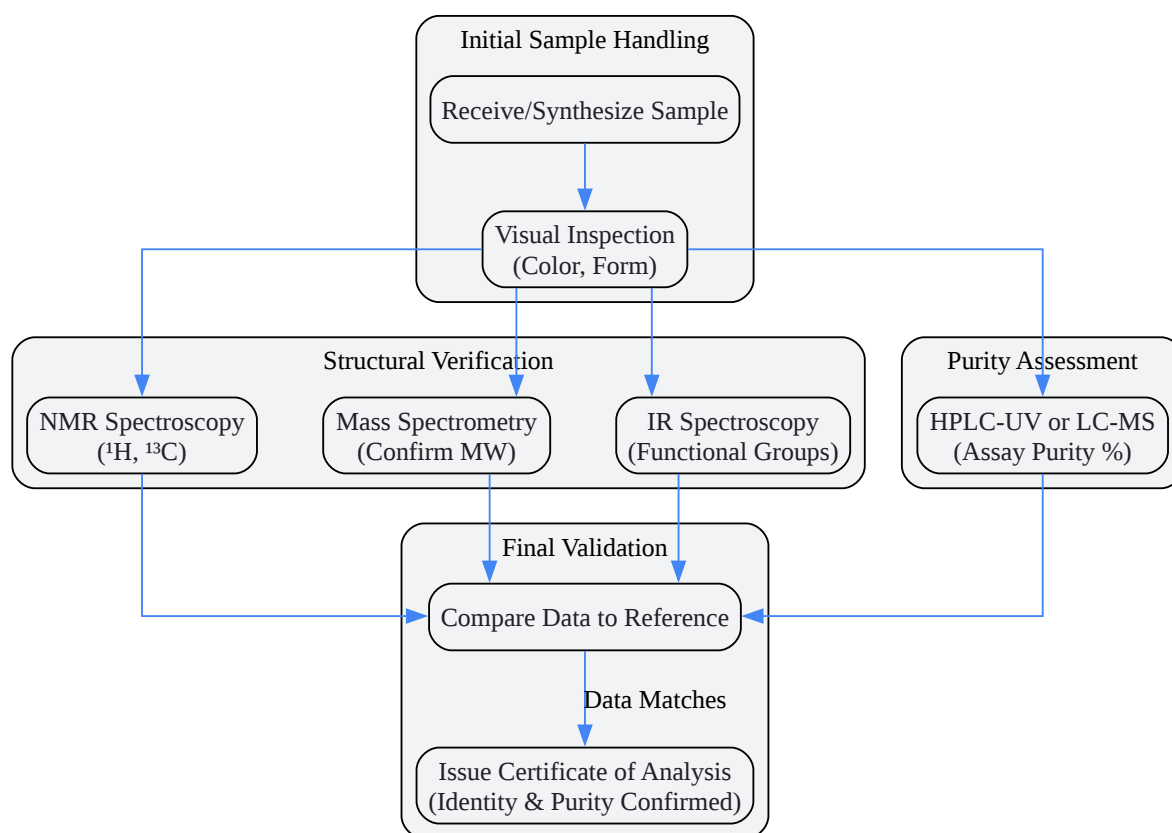 Initial Sample Handling
Receive/Synthesize Sample
Visual Inspection
(Color, Form)
Structural Verification
Purity Assessment
NMR Spectroscopy
(¹H, ¹³C)
Mass Spectrometry
(Confirm MW)
IR Spectroscopy
(Functional Groups)
HPLC-UV or LC-MS
(Assay Purity %)
Final Validation
Compare Data to Reference
Data Matches
Issue Certificate of Analysis
(Identity & Purity Confirmed)